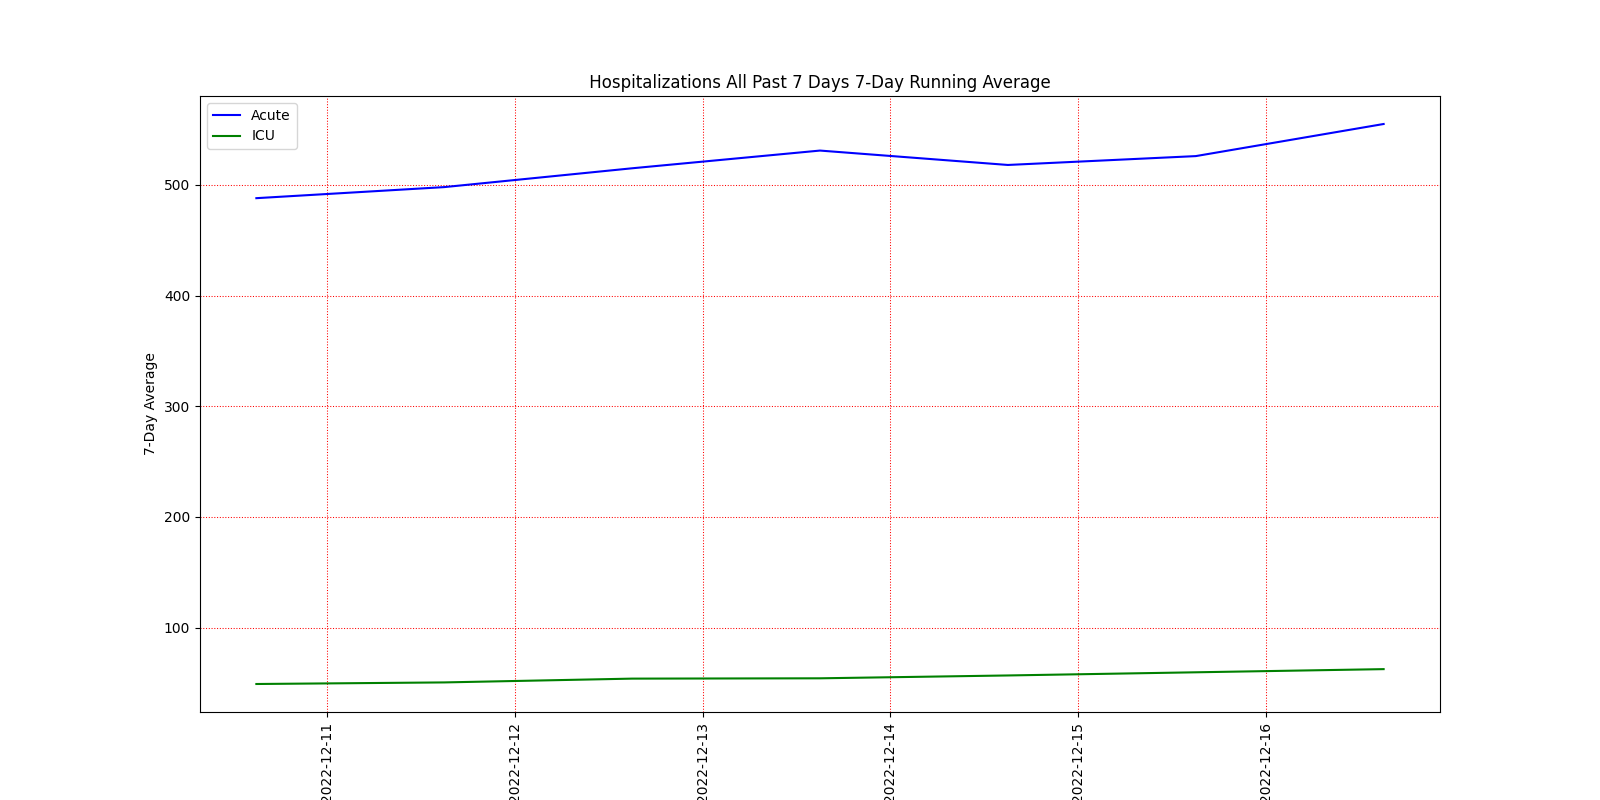 Hospitalizations All Past 7 Days 7-Day Running Average
Acute
ICU
500
400
300
200
100
7-Day Average
2022-12-11
2022-12-12
2022-12-13
2022-12-14
2022-12-15
2022-12-16